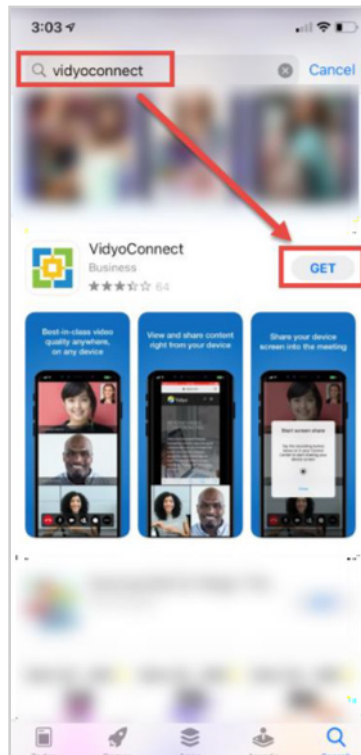 3:03
vidyoconnect
Cancel
VidyoConnect
Business
64
GET
Best-in-class video
quality anywhere,
on any device
View and share content
right from your device
Share your device
screen into the meeting
Vidyo
Start screen share